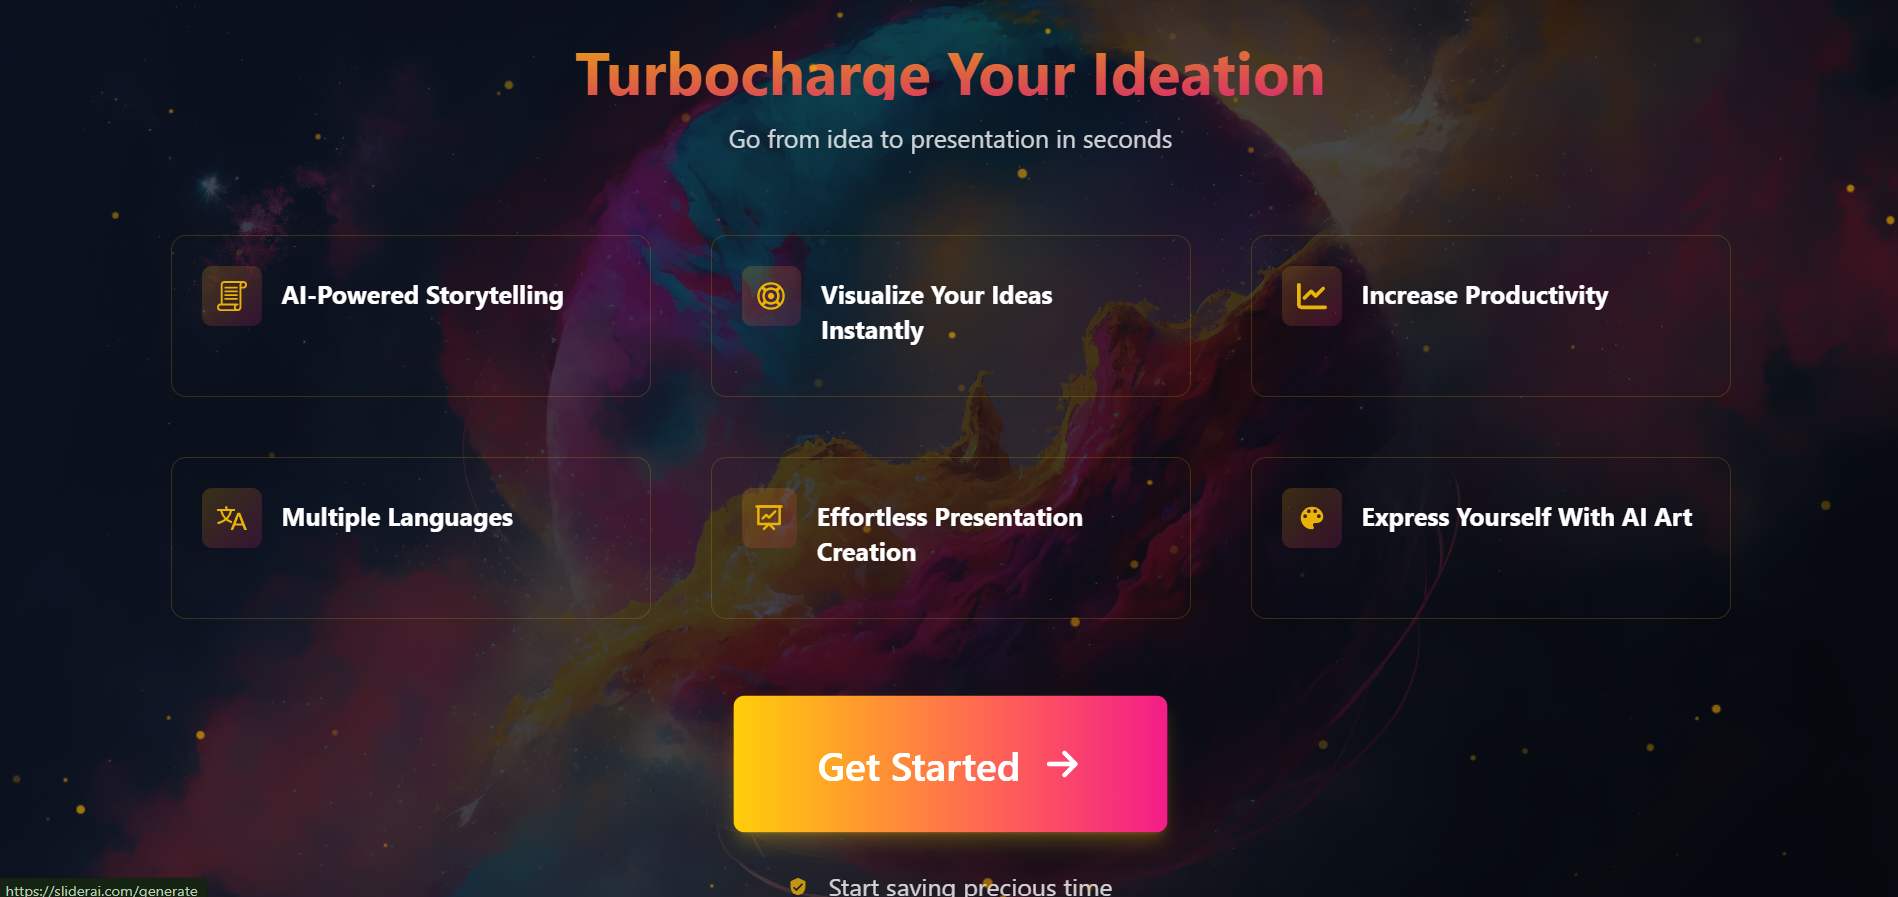 Turbocharge Your Ideation
Go from idea to presentation in seconds
AI-Powered Storytelling
Visualize Your Ideas
Instantly
Increase Productivity
Multiple Languages
Effortless Presentation
Creation
Express Yourself With AI Art
Get Started →
Start saving precious time
https://sliderai.com/generate